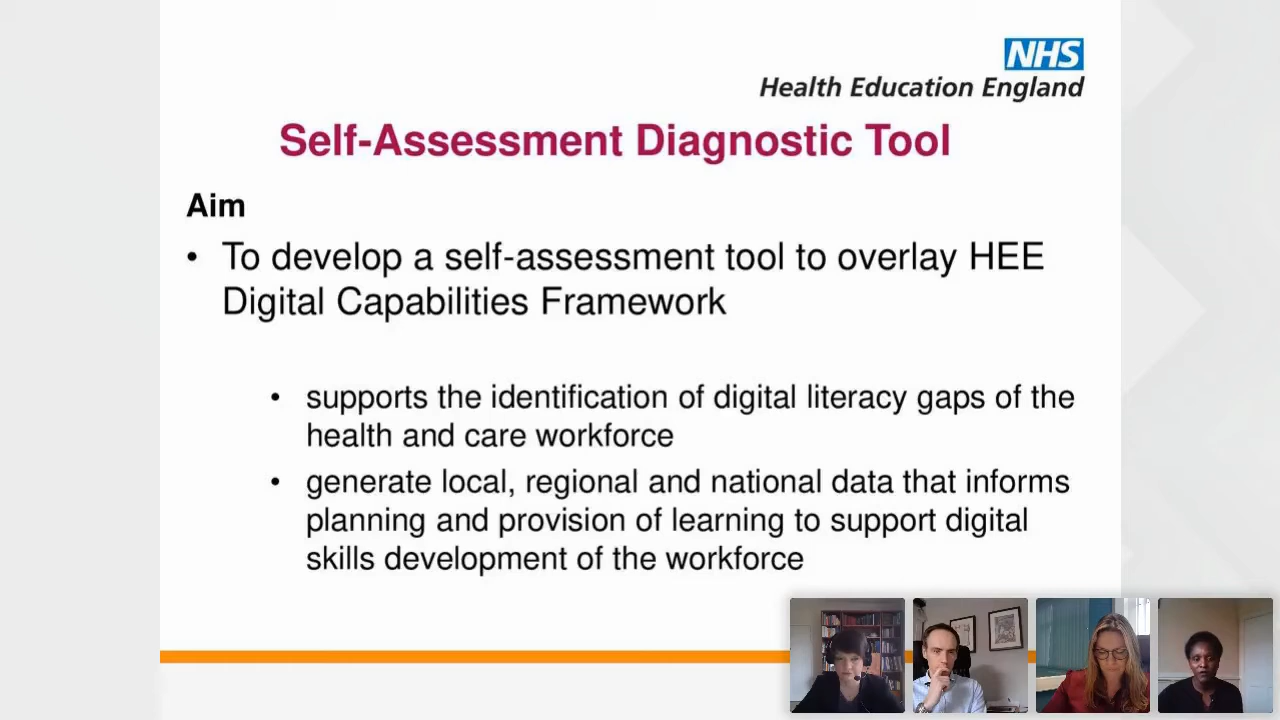 NHS
Health Education England
Self-Assessment Diagnostic Tool
Aim
• To develop a self-assessment tool to overlay HEE
Digital Capabilities Framework
• supports the identification of digital literacy gaps of the
health and care workforce
• generate local, regional and national data that informs
planning and provision of learning to support digital
skills development of the workforce